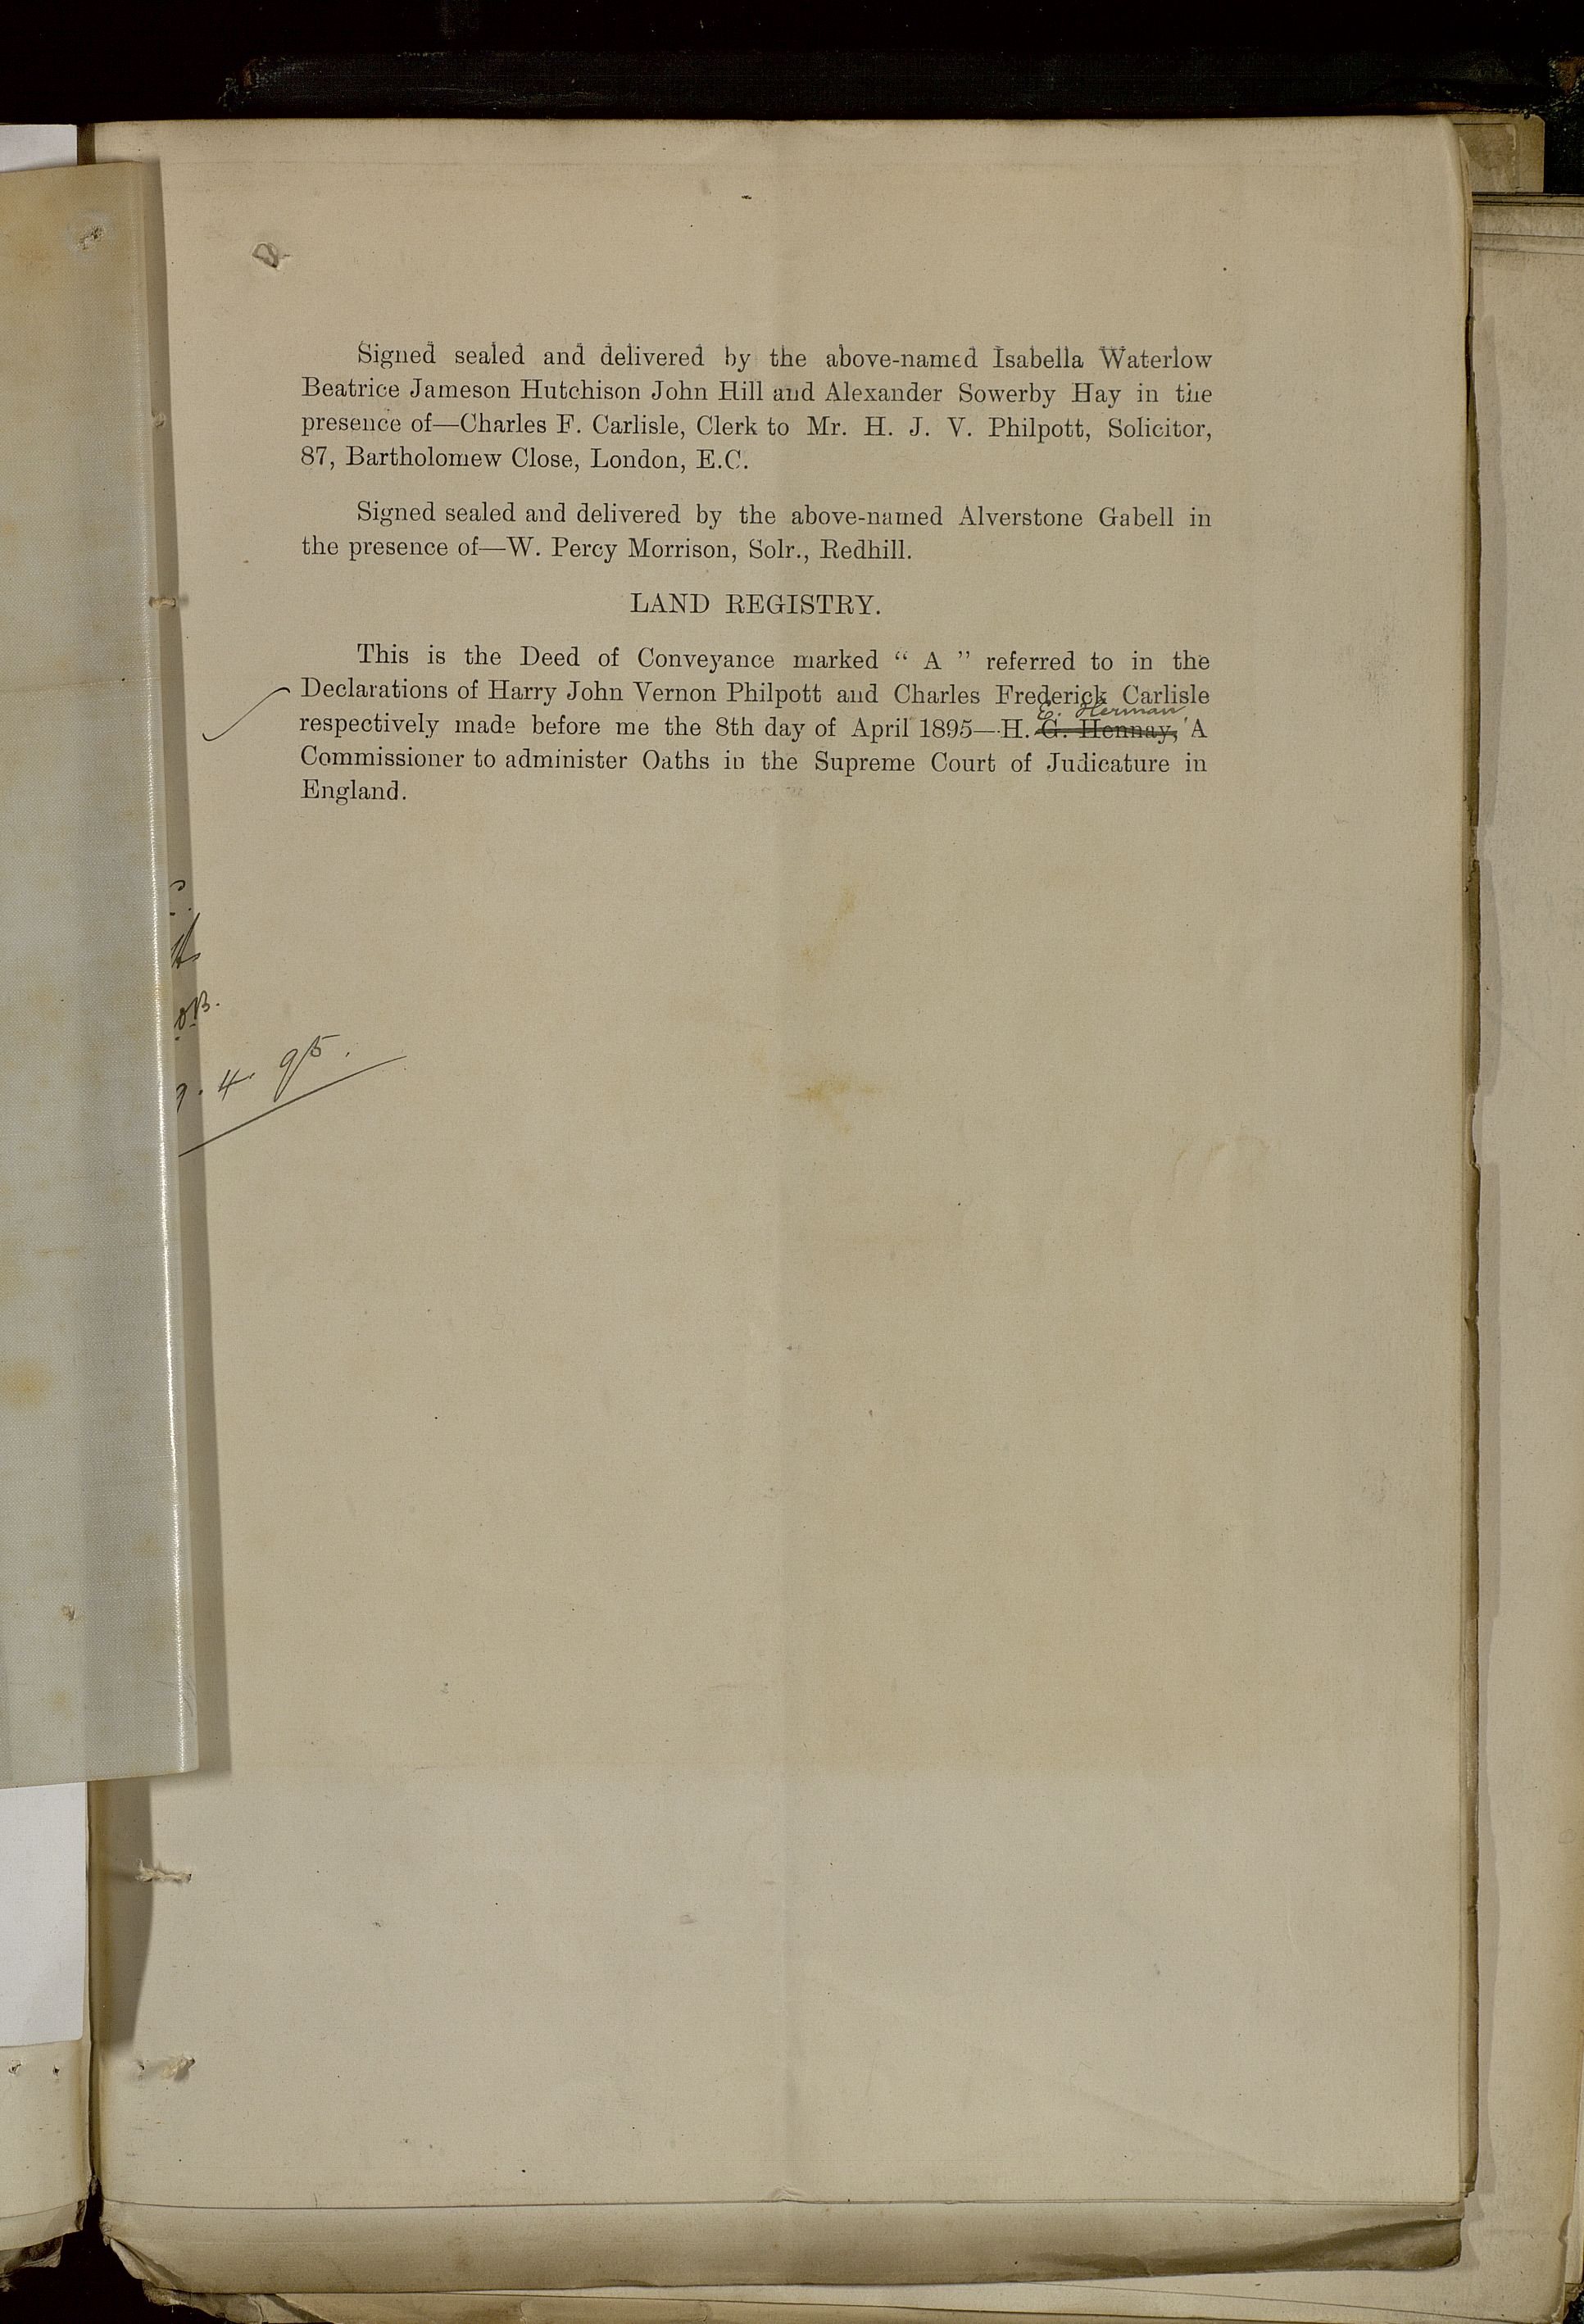 Signed sealed and delivered by the above-named Isabella Waterlow
Beatrice Jameson Hutchison John Hill and Alexander Sowerby Hay in the
presence of—Charles F. Carlisle, Clerk to Mr. H. J. V. Philpott, Solicitor,
87, Bartholomew Close, London, E.C.
Signed sealed and delivered by the above-named Alverstone Gabell in
the presence of—W. Percy Morrison, Solr., Redhill.
LAND REGISTRY.
This is the Deed of Conveyance marked “ A ” referred to in the
Declarations of Harry John Vernon Philpott and Charles Frederick Carlisle
E. Herman
respectively made before me the 8th day of April 1895—H. G. Hennay, A
Commissioner to administer Oaths in the Supreme Court of Judicature in
England.
9. 4. 95.